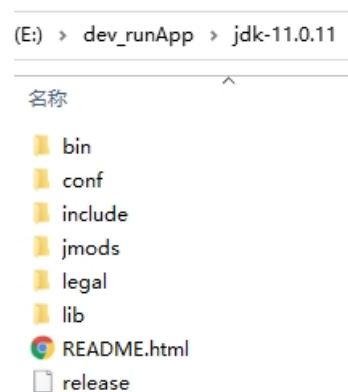 (E:) > dev_runApp > jdk-11.0.11
名称
bin
conf
include
jmods
legal
lib
README.html
release